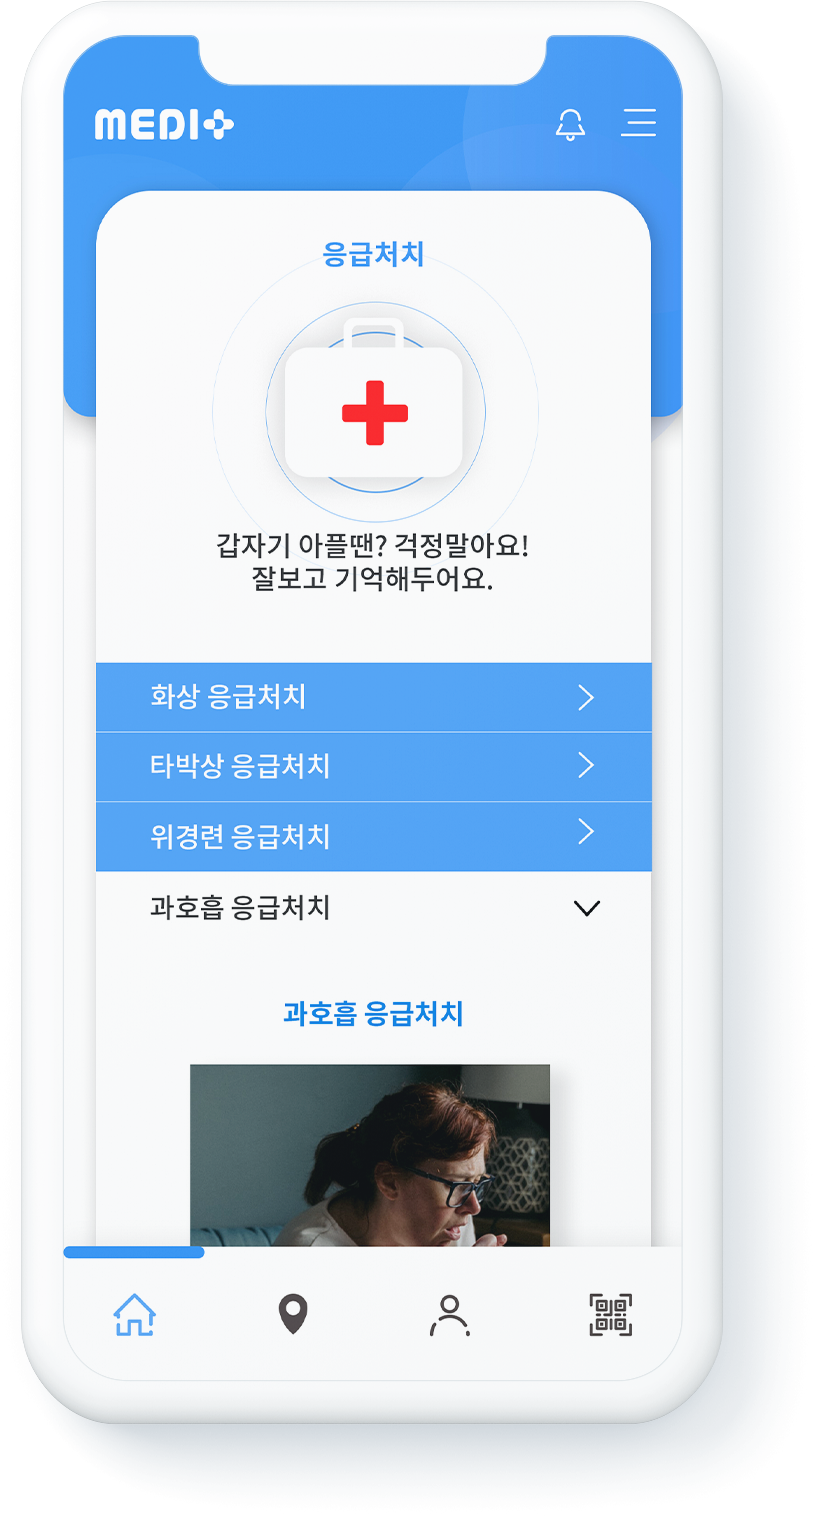 MEDI
응급처치
갑자기 아플땐? 걱정말아요!
잘보고 기억해두어요.
화상 응급처치
타박상 응급처치
위경련 응급처치
과호흡 응급처치
과호흡 응급처치